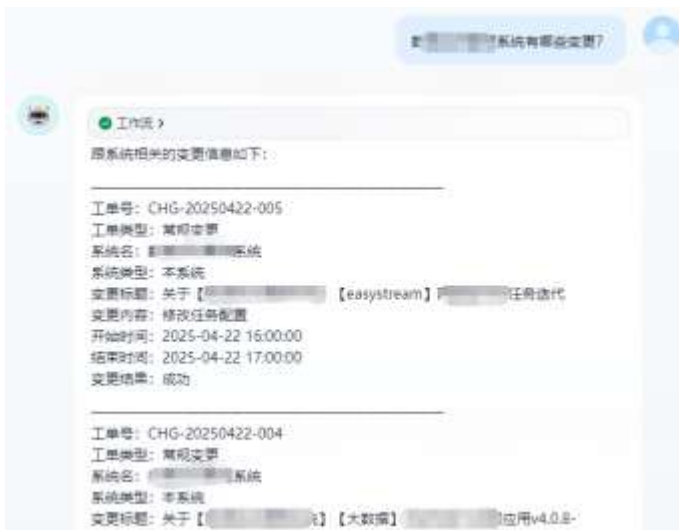 系统有哪些变更?
工作流 >
跟系统相关的变更信息如下:
工单号: CHG-20250422-005
工单类型: 常规变更
系统名: 系统
系统类型: 本系统
变更标题: 关于【 【easystream】 任务迭代
变更内容: 修改任务配置
开始时间: 2025-04-22 16:00:00
结束时间: 2025-04-22 17:00:00
变更结果: 成功
工单号: CHG-20250422-004
工单类型: 常规变更
系统名: 系统
系统类型: 本系统
变更标题: 关于【 】【大数据】 应用v4.0.8-